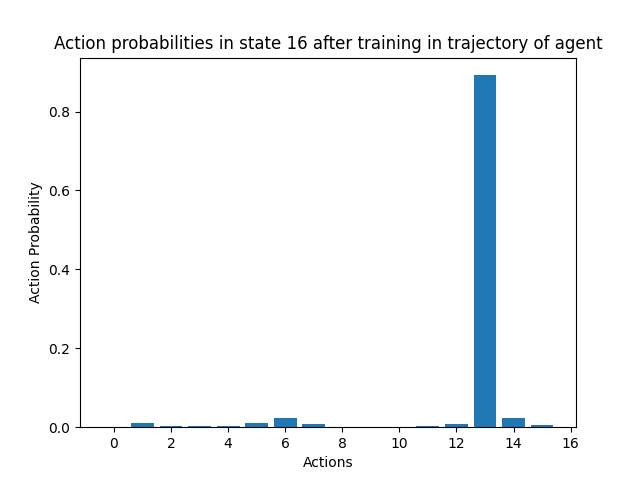 Action probabilities in state 16 after training in trajectory of agent
Action Probability
0.8
0.6
0.4
0.2
0.0
0 2 4 6 8 10 12 14 16
Actions